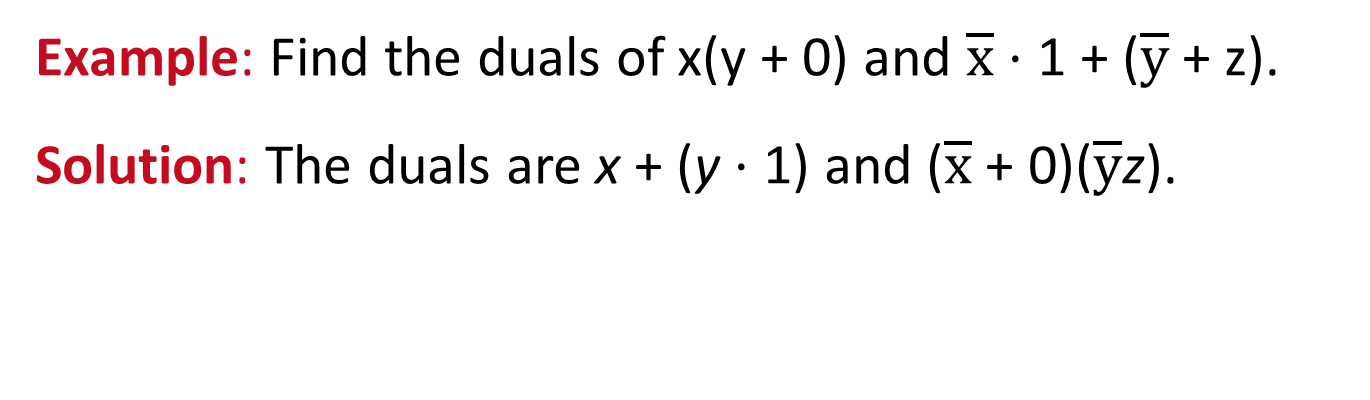 Example: Find the duals of x(y + 0) and x̅ · 1 + (y̅ + z).
Solution: The duals are x + (y · 1) and (x̅ + 0)(y̅z).